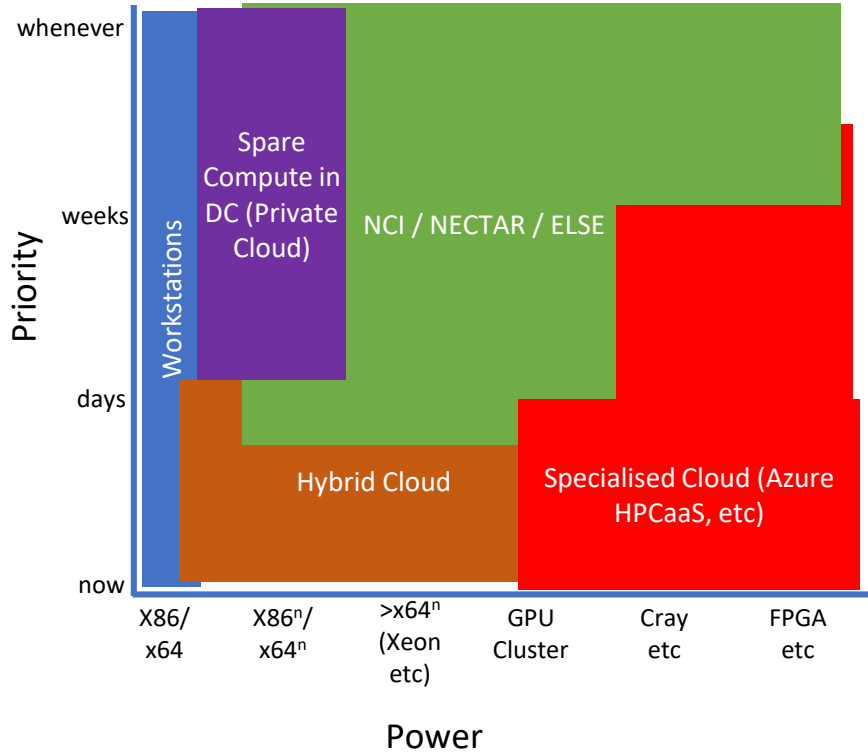 whenever
weeks
days
now
Priority
Workstations
Spare
Compute in
DC (Private
Cloud)
NCI / NECTAR / ELSE
Hybrid Cloud
Specialised Cloud (Azure
HPCaaS, etc)
X86/
x64
X86ⁿ/
x64ⁿ
>x64ⁿ
(Xeon
etc)
GPU
Cluster
Cray
etc
FPGA
etc
Power